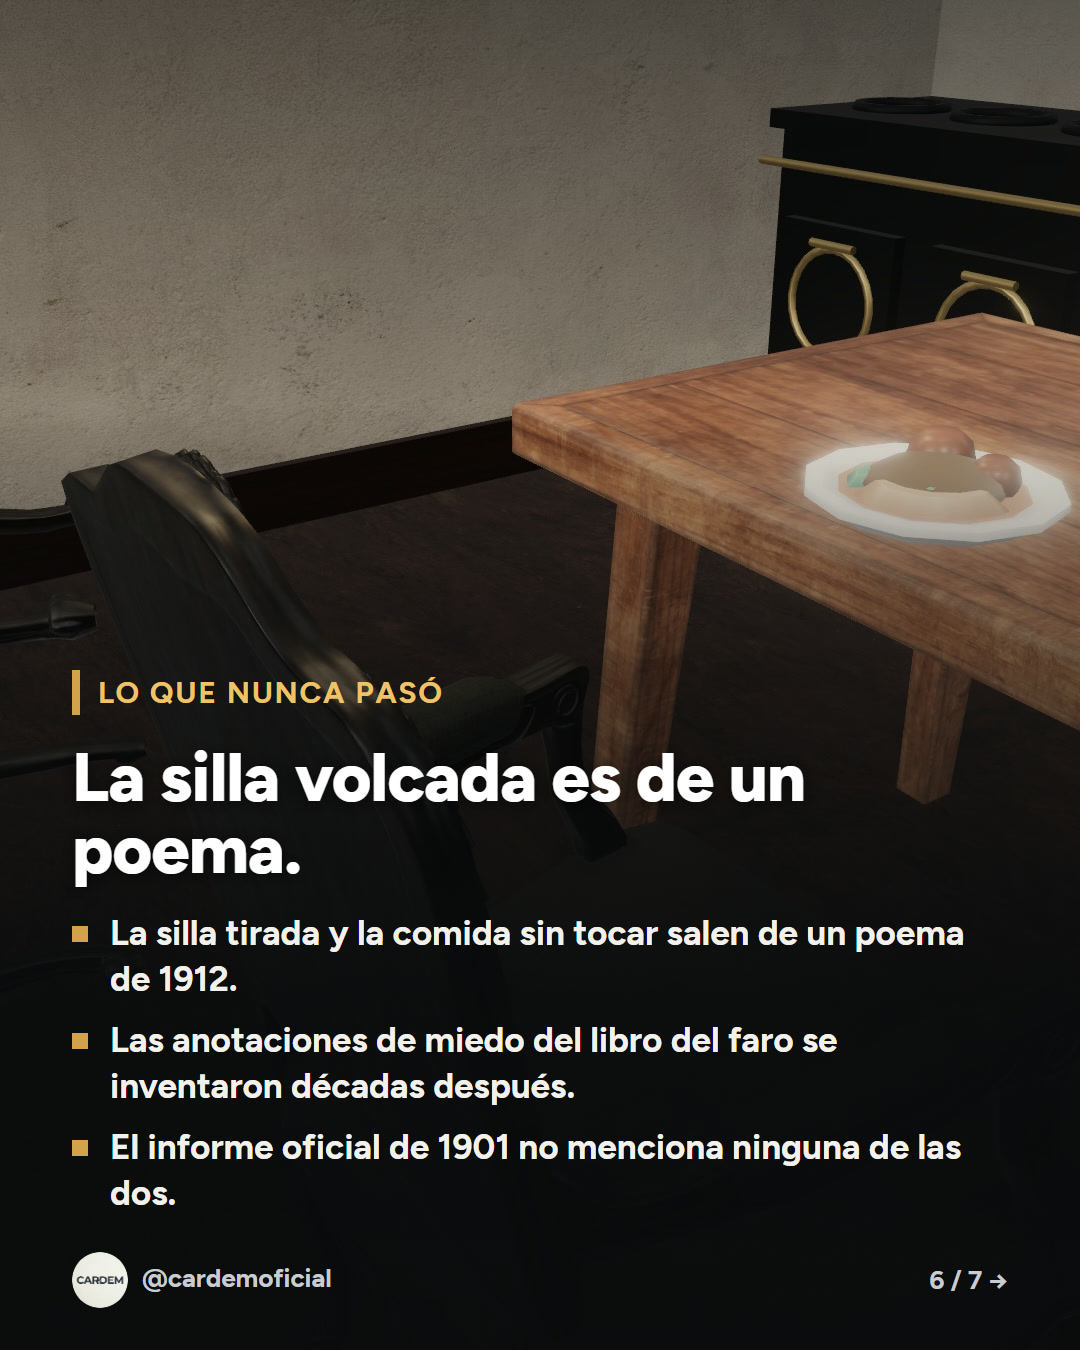 LO QUE NUNCA PASÓ
La silla volcada es de un
poema.
La silla tirada y la comida sin tocar salen de un poema
de 1912.
Las anotaciones de miedo del libro del faro se
inventaron décadas después.
El informe oficial de 1901 no menciona ninguna de las
dos.
CARDEM @cardemoficial
6 / 7 →